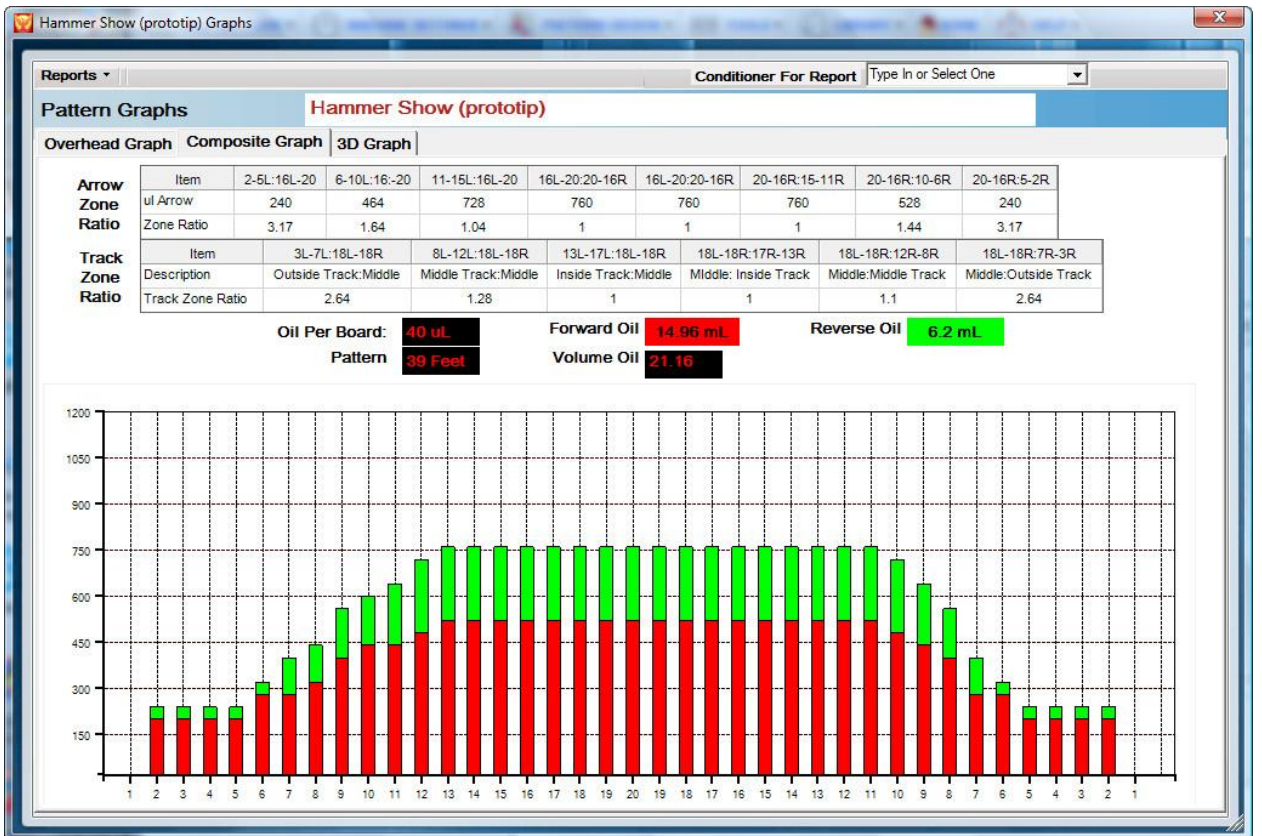 Hammer Show (prototip) Graphs
Reports
Conditioner For Report Type In or Select One
Pattern Graphs Hammer Show (prototip)
Overhead Graph Composite Graph 3D Graph
Arrow Zone Ratio
Item 2-5L:16L-20 6-10L:16:-20 11-15L:16L-20 16L-20:20-16R 16L-20:20-16R 20-16R:15-11R 20-16R:10-6R 20-16R:5-2R
ul Arrow 240 464 728 760 760 760 528 240
Zone Ratio 3.17 1.64 1.04 1 1 1 1.44 3.17
Track Zone Ratio
Item 3L-7L:18L-18R 8L-12L:18L-18R 13L-17L:18L-18R 18L-18R:17R-13R 18L-18R:12R-8R 18L-18R:7R-3R
Description Outside Track:Middle Middle Track:Middle Inside Track:Middle MIddle: Inside Track Middle:Middle Track Middle:Outside Track
Track Zone Ratio 2.64 1.28 1 1 1.1 2.64
Oil Per Board: 40 uL Forward Oil 14.96 mL Reverse Oil 6.2 mL
Pattern 39 Feet Volume Oil 21.16
1200
1050
900
750
600
450
300
150
1 2 3 4 5 6 7 8 9 10 11 12 13 14 15 16 17 18 19 20 19 18 17 16 15 14 13 12 11 10 9 8 7 6 5 4 3 2 1